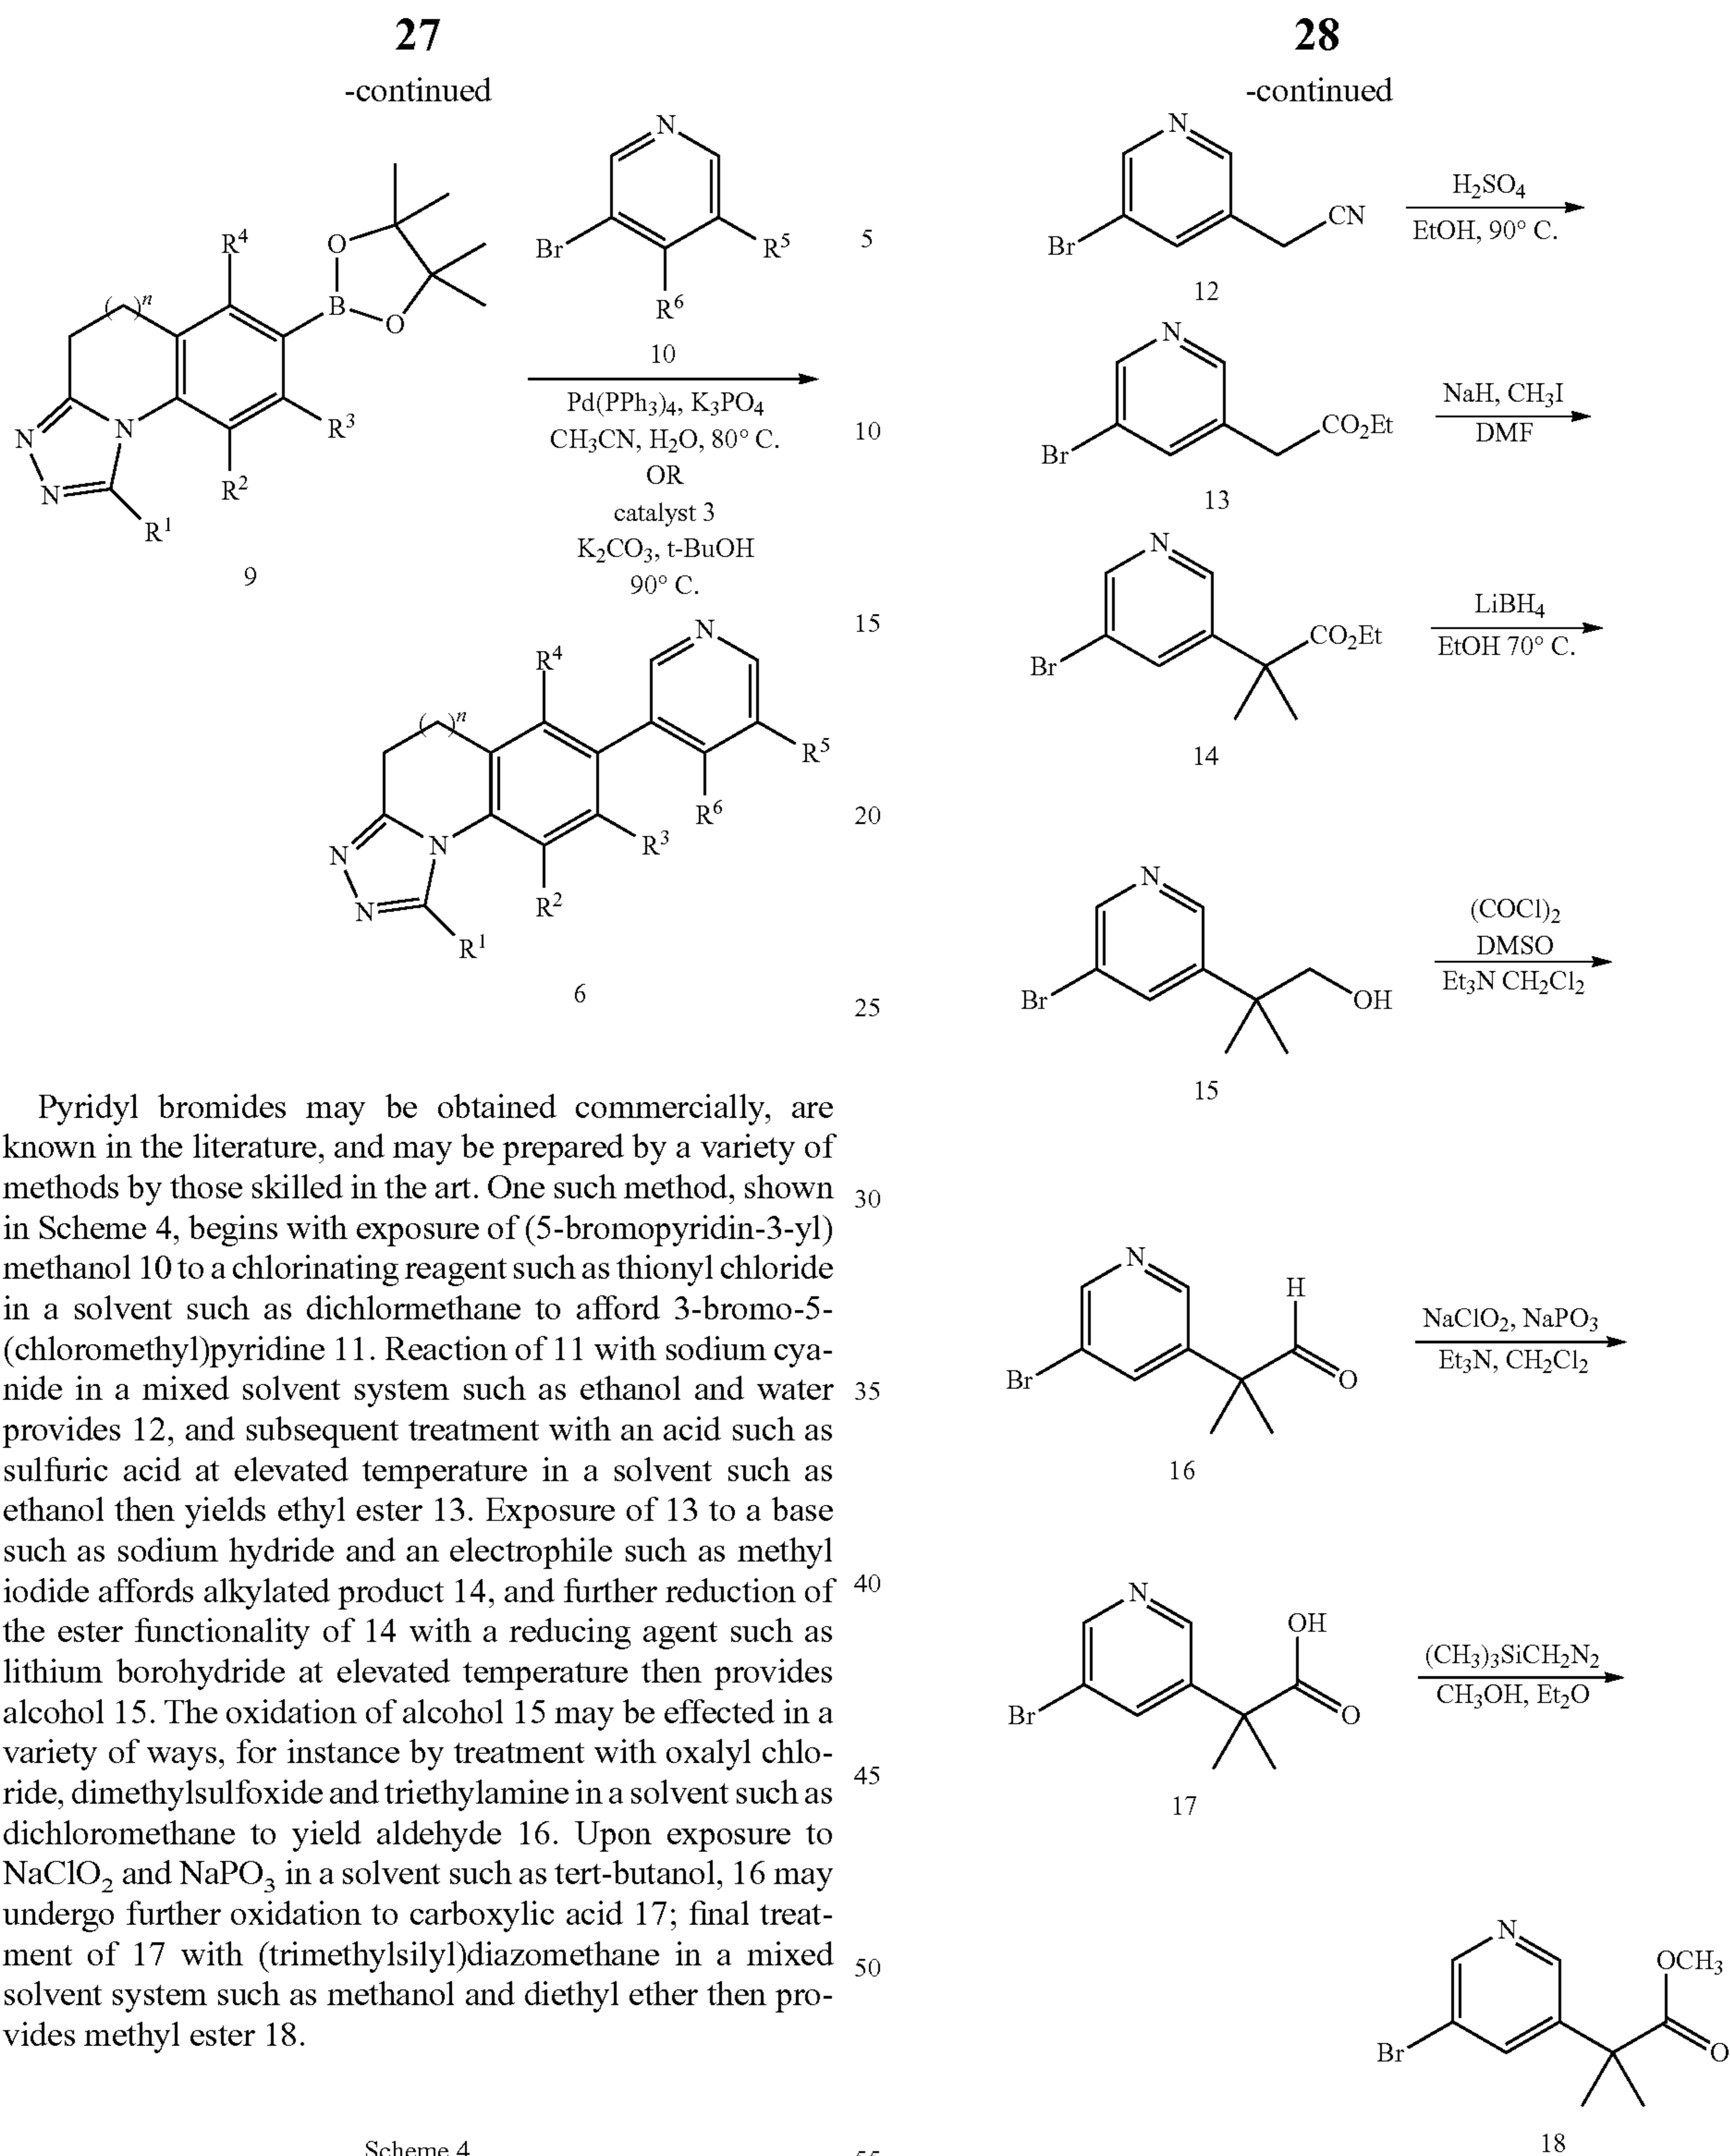 27
-continued
N
Br
R⁵
R⁶
10
R⁴
O
B
O
( )ⁿ
N
N
N
R³
R²
R¹
9
Pd(PPh₃)₄, K₃PO₄
CH₃CN, H₂O, 80° C.
OR
catalyst 3
K₂CO₃, t-BuOH
90° C.
N
R⁴
( )ⁿ
R⁵
R⁶
N
N
N
R³
R²
R¹
6
Pyridyl bromides may be obtained commercially, are
known in the literature, and may be prepared by a variety of
methods by those skilled in the art. One such method, shown
in Scheme 4, begins with exposure of (5-bromopyridin-3-yl)
methanol 10 to a chlorinating reagent such as thionyl chloride
in a solvent such as dichlormethane to afford 3-bromo-5-
(chloromethyl)pyridine 11. Reaction of 11 with sodium cya-
nide in a mixed solvent system such as ethanol and water
provides 12, and subsequent treatment with an acid such as
sulfuric acid at elevated temperature in a solvent such as
ethanol then yields ethyl ester 13. Exposure of 13 to a base
such as sodium hydride and an electrophile such as methyl
iodide affords alkylated product 14, and further reduction of
the ester functionality of 14 with a reducing agent such as
lithium borohydride at elevated temperature then provides
alcohol 15. The oxidation of alcohol 15 may be effected in a
variety of ways, for instance by treatment with oxalyl chlo-
ride, dimethylsulfoxide and triethylamine in a solvent such as
dichloromethane to yield aldehyde 16. Upon exposure to
NaClO₂ and NaPO₃ in a solvent such as tert-butanol, 16 may
undergo further oxidation to carboxylic acid 17; final treat-
ment of 17 with (trimethylsilyl)diazomethane in a mixed
solvent system such as methanol and diethyl ether then pro-
vides methyl ester 18.
Scheme 4
5
10
15
20
25
30
35
40
45
50
28
-continued
N
Br
CN
12
H₂SO₄
EtOH, 90° C.
N
Br
CO₂Et
13
NaH, CH₃I
DMF
N
Br
CO₂Et
14
LiBH₄
EtOH 70° C.
N
Br
OH
15
(COCl)₂
DMSO
Et₃N CH₂Cl₂
N
H
Br
O
16
NaClO₂, NaPO₃
Et₃N, CH₂Cl₂
N
OH
Br
O
17
(CH₃)₃SiCH₂N₂
CH₃OH, Et₂O
N
OCH₃
Br
O
18